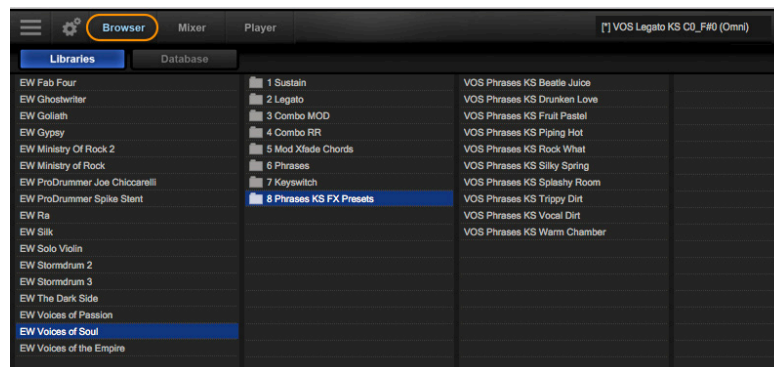 Browser
Mixer
Player
[*] VOS Legato KS C0_F#0 (Omni)
Libraries
Database
EW Fab Four
EW Ghostwriter
EW Goliath
EW Gypsy
EW Ministry Of Rock 2
EW Ministry of Rock
EW ProDrummer Joe Chiccarelli
EW ProDrummer Spike Stent
EW Ra
EW Silk
EW Solo Violin
EW Stormdrum 2
EW Stormdrum 3
EW The Dark Side
EW Voices of Passion
EW Voices of Soul
EW Voices of the Empire
1 Sustain
2 Legato
3 Combo MOD
4 Combo RR
5 Mod Xfade Chords
6 Phrases
7 Keyswitch
8 Phrases KS FX Presets
VOS Phrases KS Beatle Juice
VOS Phrases KS Drunken Love
VOS Phrases KS Fruit Pastel
VOS Phrases KS Piping Hot
VOS Phrases KS Rock What
VOS Phrases KS Silky Spring
VOS Phrases KS Splashy Room
VOS Phrases KS Trippy Dirt
VOS Phrases KS Vocal Dirt
VOS Phrases KS Warm Chamber